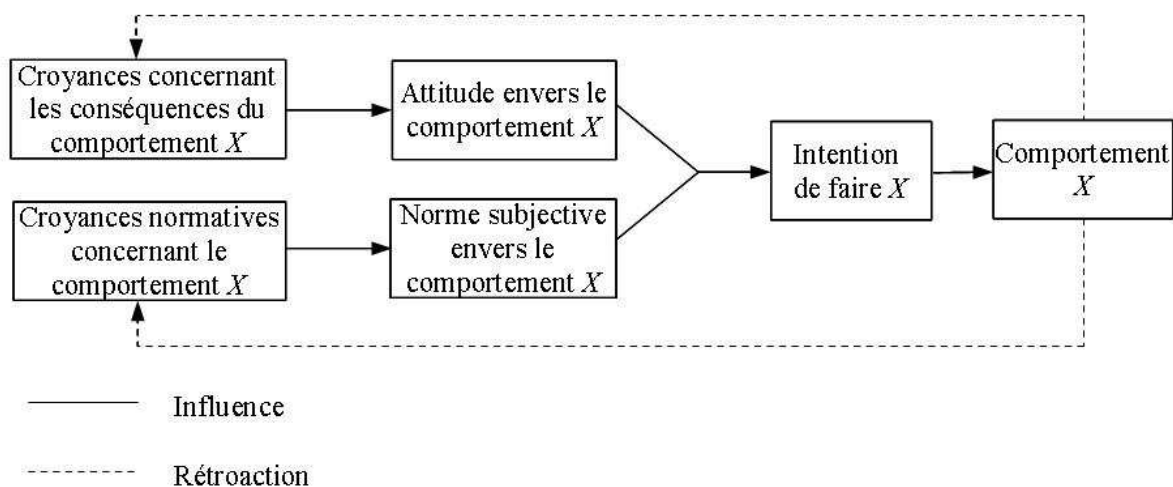 Croyances concernant
les conséquences du
comportement X
Attitude envers le
comportement X
Croyances normatives
concernant le
comportement X
Norme subjective
envers le
comportement X
Intention
de faire X
Comportement
X
Influence
Rétroaction